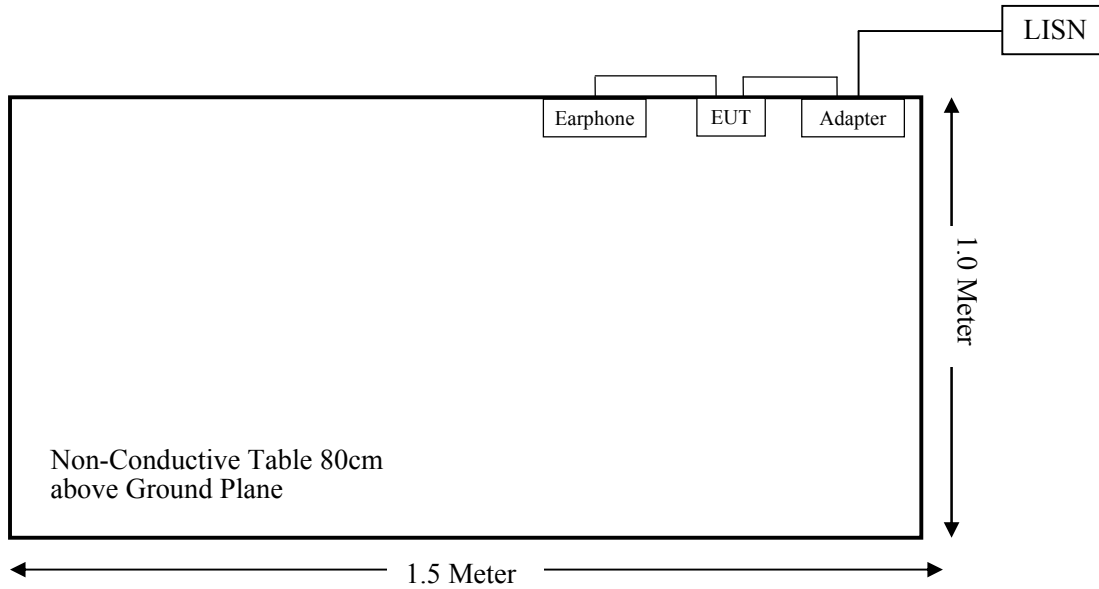 LISN
Earphone
EUT
Adapter
1.0 Meter
Non-Conductive Table 80cm
above Ground Plane
1.5 Meter